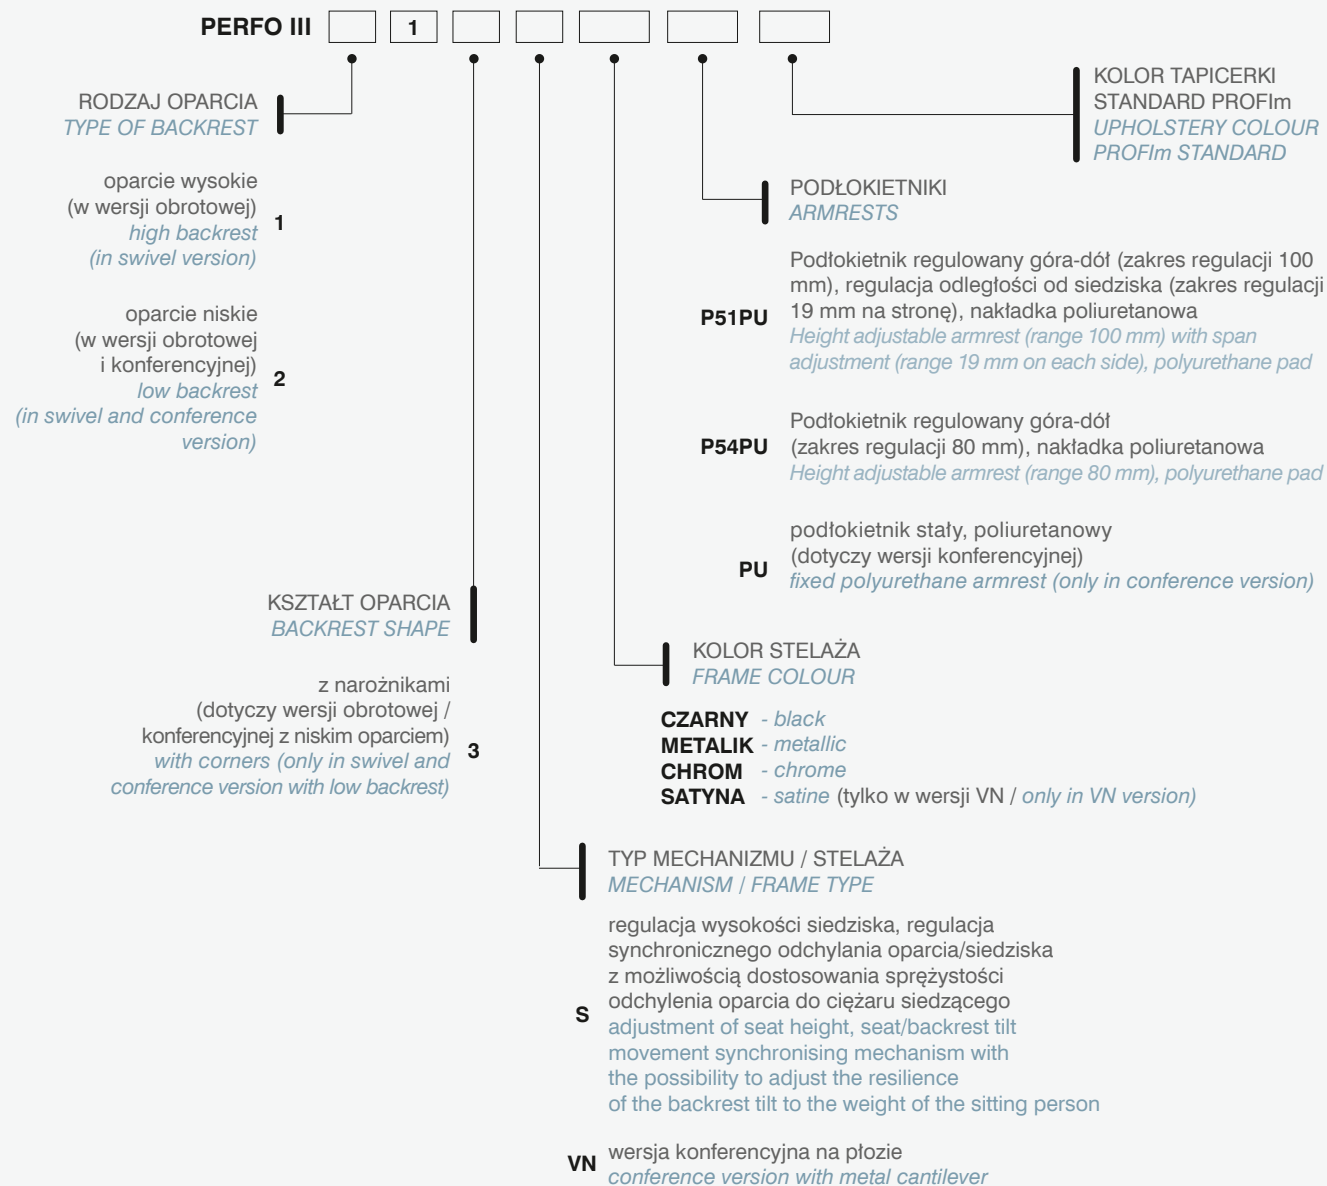 PERFO III 1
RODZAJ OPARCIA
TYPE OF BACKREST
oparcie wysokie
(w wersji obrotowej)
1
high backrest
(in swivel version)
oparcie niskie
(w wersji obrotowej
i konferencyjnej)
2
low backrest
(in swivel and conference
version)
KSZTAŁT OPARCIA
BACKREST SHAPE
z narożnikami
(dotyczy wersji obrotowej /
konferencyjnej z niskim oparciem)
3
with corners (only in swivel and
conference version with low backrest)
TYP MECHANIZMU / STELAŻA
MECHANISM / FRAME TYPE
regulacja wysokości siedziska, regulacja
synchronicznego odchylania oparcia/siedziska
z możliwością dostosowania sprężystości
odchylenia oparcia do ciężaru siedzącego
S
adjustment of seat height, seat/backrest tilt
movement synchronising mechanism with
the possibility to adjust the resilience
of the backrest tilt to the weight of the sitting person
VN
wersja konferencyjna na płozie
conference version with metal cantilever
KOLOR STELAŻA
FRAME COLOUR
CZARNY - black
METALIK - metallic
CHROM - chrome
SATYNA - satine (tylko w wersji VN / only in VN version)
PODŁOKIETNIKI
ARMRESTS
Podłokietnik regulowany góra-dół (zakres regulacji 100
mm), regulacja odległości od siedziska (zakres regulacji
P51PU 19 mm na stronę), nakładka poliuretanowa
Height adjustable armrest (range 100 mm) with span
adjustment (range 19 mm on each side), polyurethane pad
Podłokietnik regulowany góra-dół
P54PU (zakres regulacji 80 mm), nakładka poliuretanowa
Height adjustable armrest (range 80 mm), polyurethane pad
podłokietnik stały, poliuretanowy
(dotyczy wersji konferencyjnej)
PU
fixed polyurethane armrest (only in conference version)
KOLOR TAPICERKI
STANDARD PROFIm
UPHOLSTERY COLOUR
PROFIm STANDARD